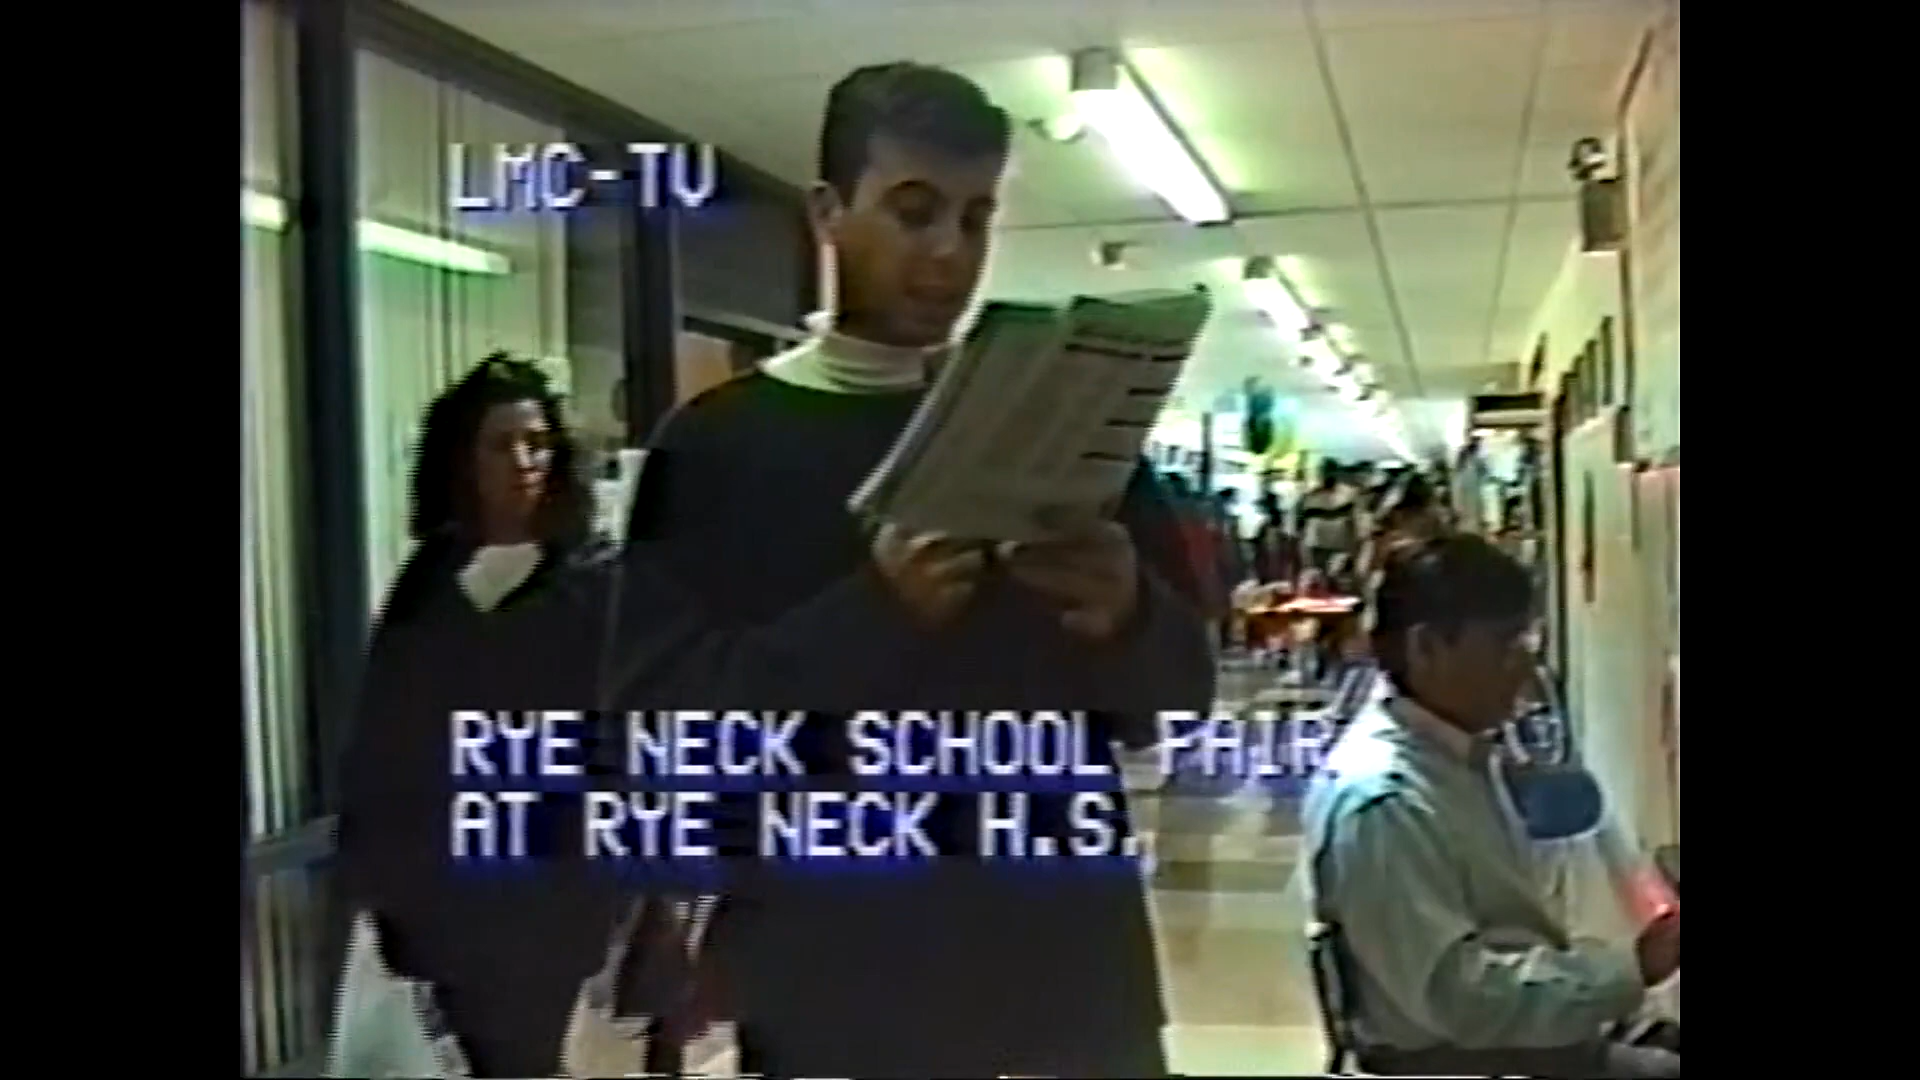 LMC-TV
RYE NECK SCHOOL FAIR
AT RYE NECK H.S.